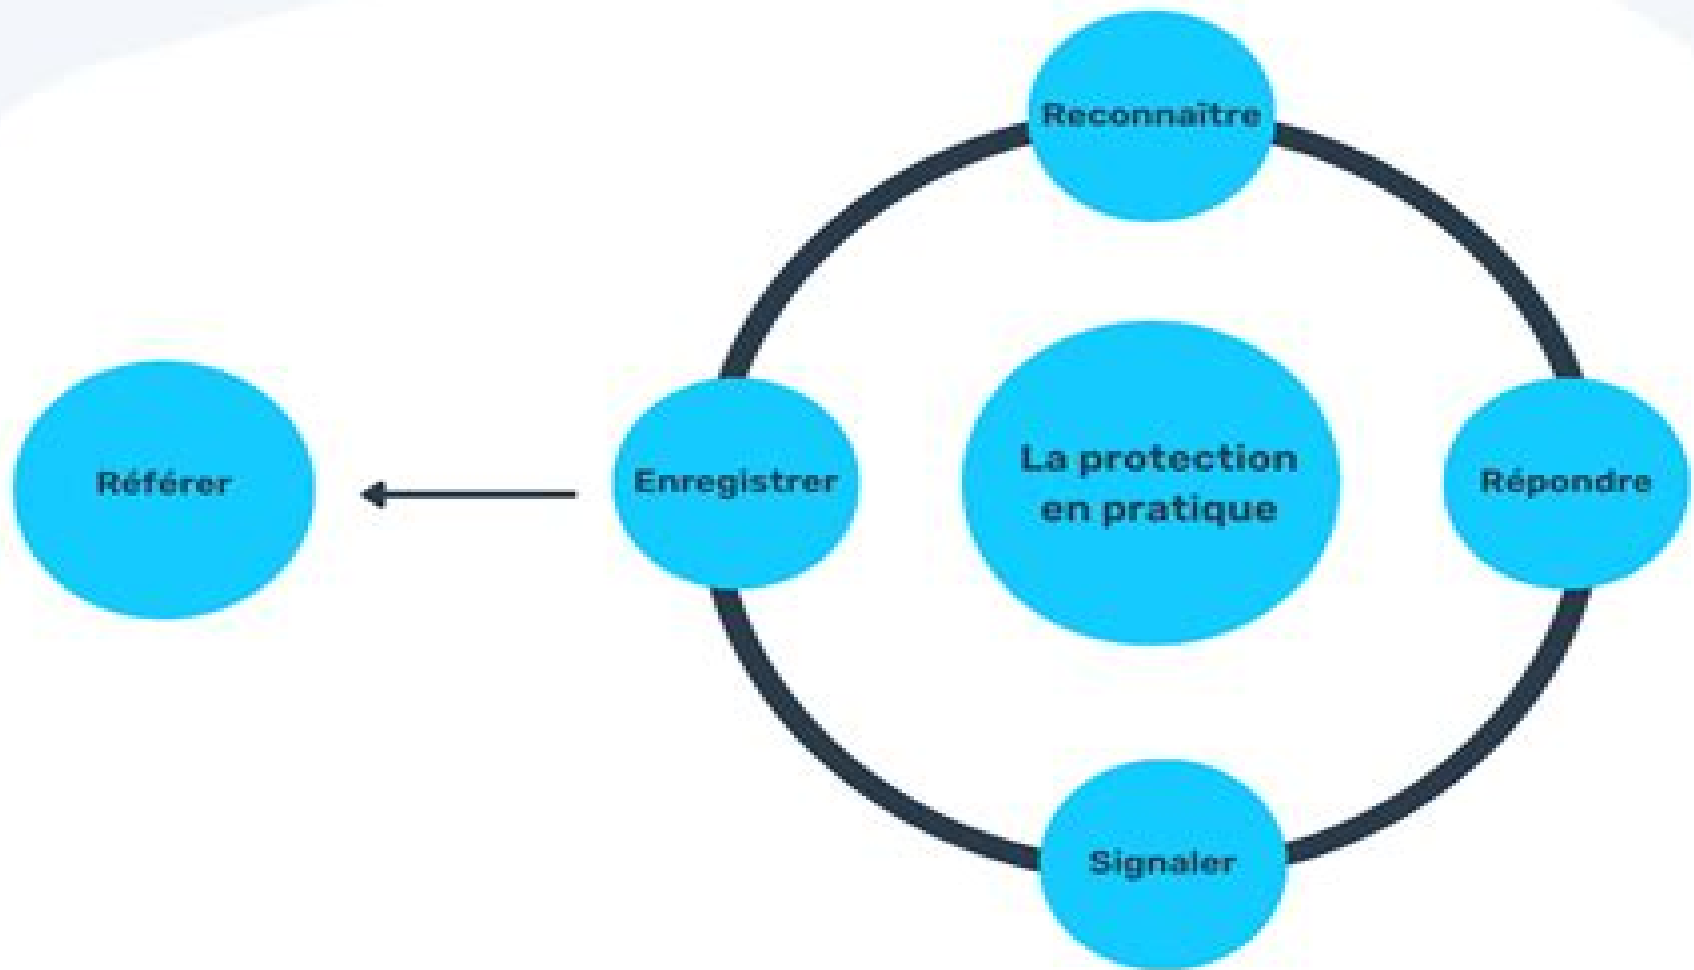 Reconnaître
Référer
Enregistrer
La protection
en pratique
Répondre
Signaler